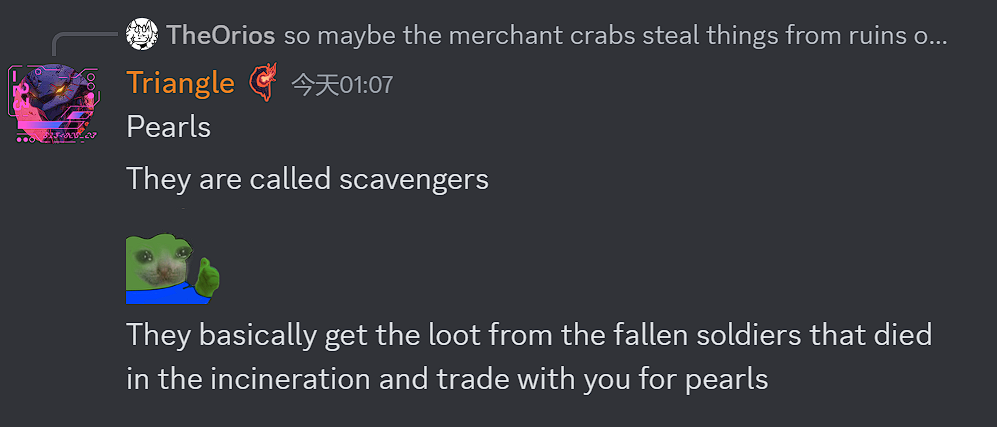 TheOrios so maybe the merchant crabs steal things from ruins o...
Triangle 今天01:07
Pearls
They are called scavengers
They basically get the loot from the fallen soldiers that died
in the incineration and trade with you for pearls